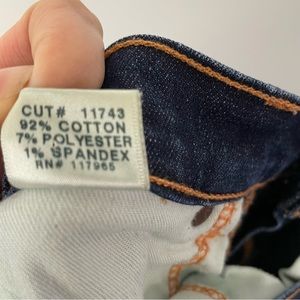 CUT# 11743
92% COTTON
7% POLYESTER
1% SPANDEX
RN# 117965